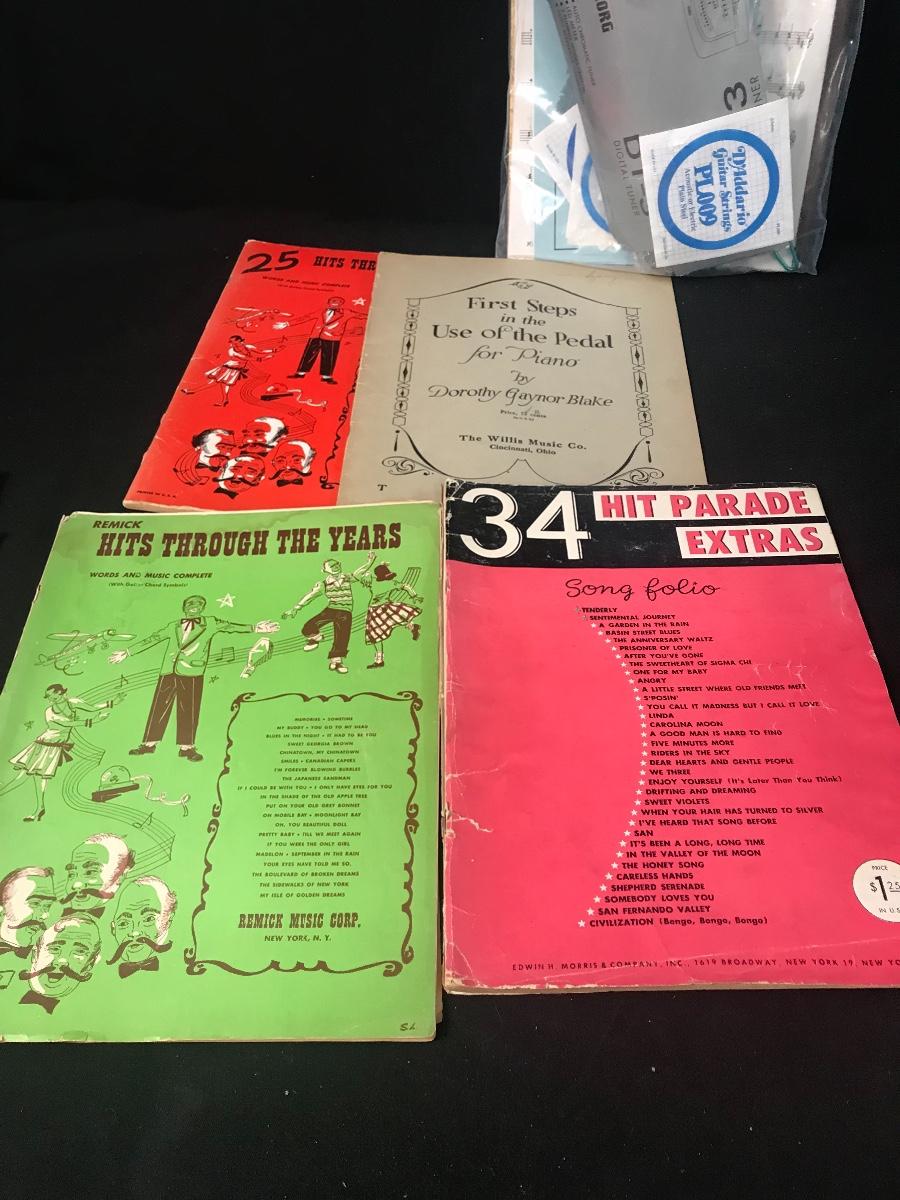 KORG
AUTO CHROMATIC TUNER
DIGITAL TUNER
3
D'Addario
Guitar Strings
PL009
Acoustic or Electric
Plain Steel
25 HITS THR
WORDS AND MUSIC COMPLETE
PRINTED IN U.S.A.
First Steps
in the
Use of the Pedal
for Piano
by
Dorothy Gaynor Blake
The Willis Music Co.
Cincinnati, Ohio
T
REMICK
HITS THROUGH THE YEARS
WORDS AND MUSIC COMPLETE
(With Guitar Chord Symbols)
MEMORIES • SOMETIME
MY BUDDY • YOU GO TO MY HEAD
BLUES IN THE NIGHT • IT HAD TO BE YOU
SWEET GEORGIA BROWN
CHINATOWN, MY CHINATOWN
SMILES • CANADIAN CAPERS
I'M FOREVER BLOWING BUBBLES
THE JAPANESE SANDMAN
IF I COULD BE WITH YOU • I ONLY HAVE EYES FOR YOU
IN THE SHADE OF THE OLD APPLE TREE
PUT ON YOUR OLD GREY BONNET
ON MOBILE BAY • MOONLIGHT BAY
OH, YOU BEAUTIFUL DOLL
PRETTY BABY • TILL WE MEET AGAIN
IF YOU WERE THE ONLY GIRL
MADELON • SEPTEMBER IN THE RAIN
YOUR EYES HAVE TOLD ME SO.
THE BOULEVARD OF BROKEN DREAMS
THE SIDEWALKS OF NEW YORK
MY ISLE OF GOLDEN DREAMS
REMICK MUSIC CORP.
NEW YORK, N. Y.
34 HIT PARADE
EXTRAS
Song folio
TENDERLY
SENTIMENTAL JOURNEY
A GARDEN IN THE RAIN
BASIN STREET BLUES
THE ANNIVERSARY WALTZ
PRISONER OF LOVE
AFTER YOU'VE GONE
THE SWEETHEART OF SIGMA CHI
ONE FOR MY BABY
ANGRY
A LITTLE STREET WHERE OLD FRIENDS MEET
S'POSIN'
YOU CALL IT MADNESS BUT I CALL IT LOVE
LINDA
CAROLINA MOON
A GOOD MAN IS HARD TO FIND
FIVE MINUTES MORE
RIDERS IN THE SKY
DEAR HEARTS AND GENTLE PEOPLE
WE THREE
ENJOY YOURSELF (It's Later Than You Think)
DRIFTING AND DREAMING
SWEET VIOLETS
WHEN YOUR HAIR HAS TURNED TO SILVER
I'VE HEARD THAT SONG BEFORE
SAN
IT'S BEEN A LONG, LONG TIME
IN THE VALLEY OF THE MOON
THE HONEY SONG
CARELESS HANDS
SHEPHERD SERENADE
SOMEBODY LOVES YOU
SAN FERNANDO VALLEY
CIVILIZATION (Bongo, Bongo, Bongo)
PRICE
$1.25
IN U.S.
EDWIN H. MORRIS & COMPANY, INC., 1619 BROADWAY, NEW YORK 19, NEW YO